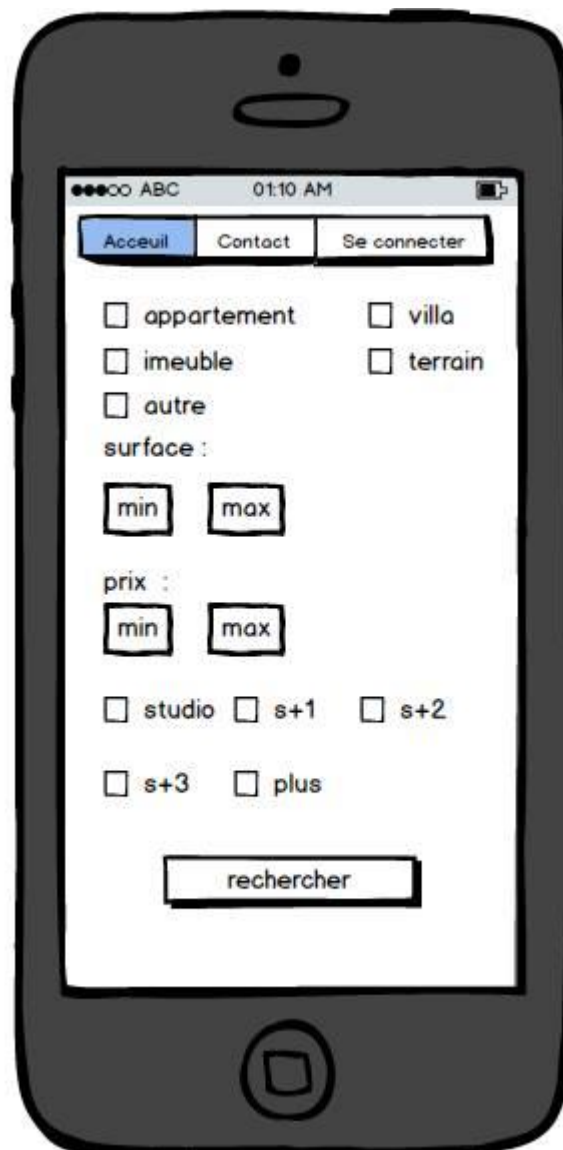 ABC 01:10 AM
Acceuil Contact Se connecter
appartement villa
imeuble terrain
autre
surface :
min max
prix :
min max
studio s+1 s+2
s+3 plus
rechercher